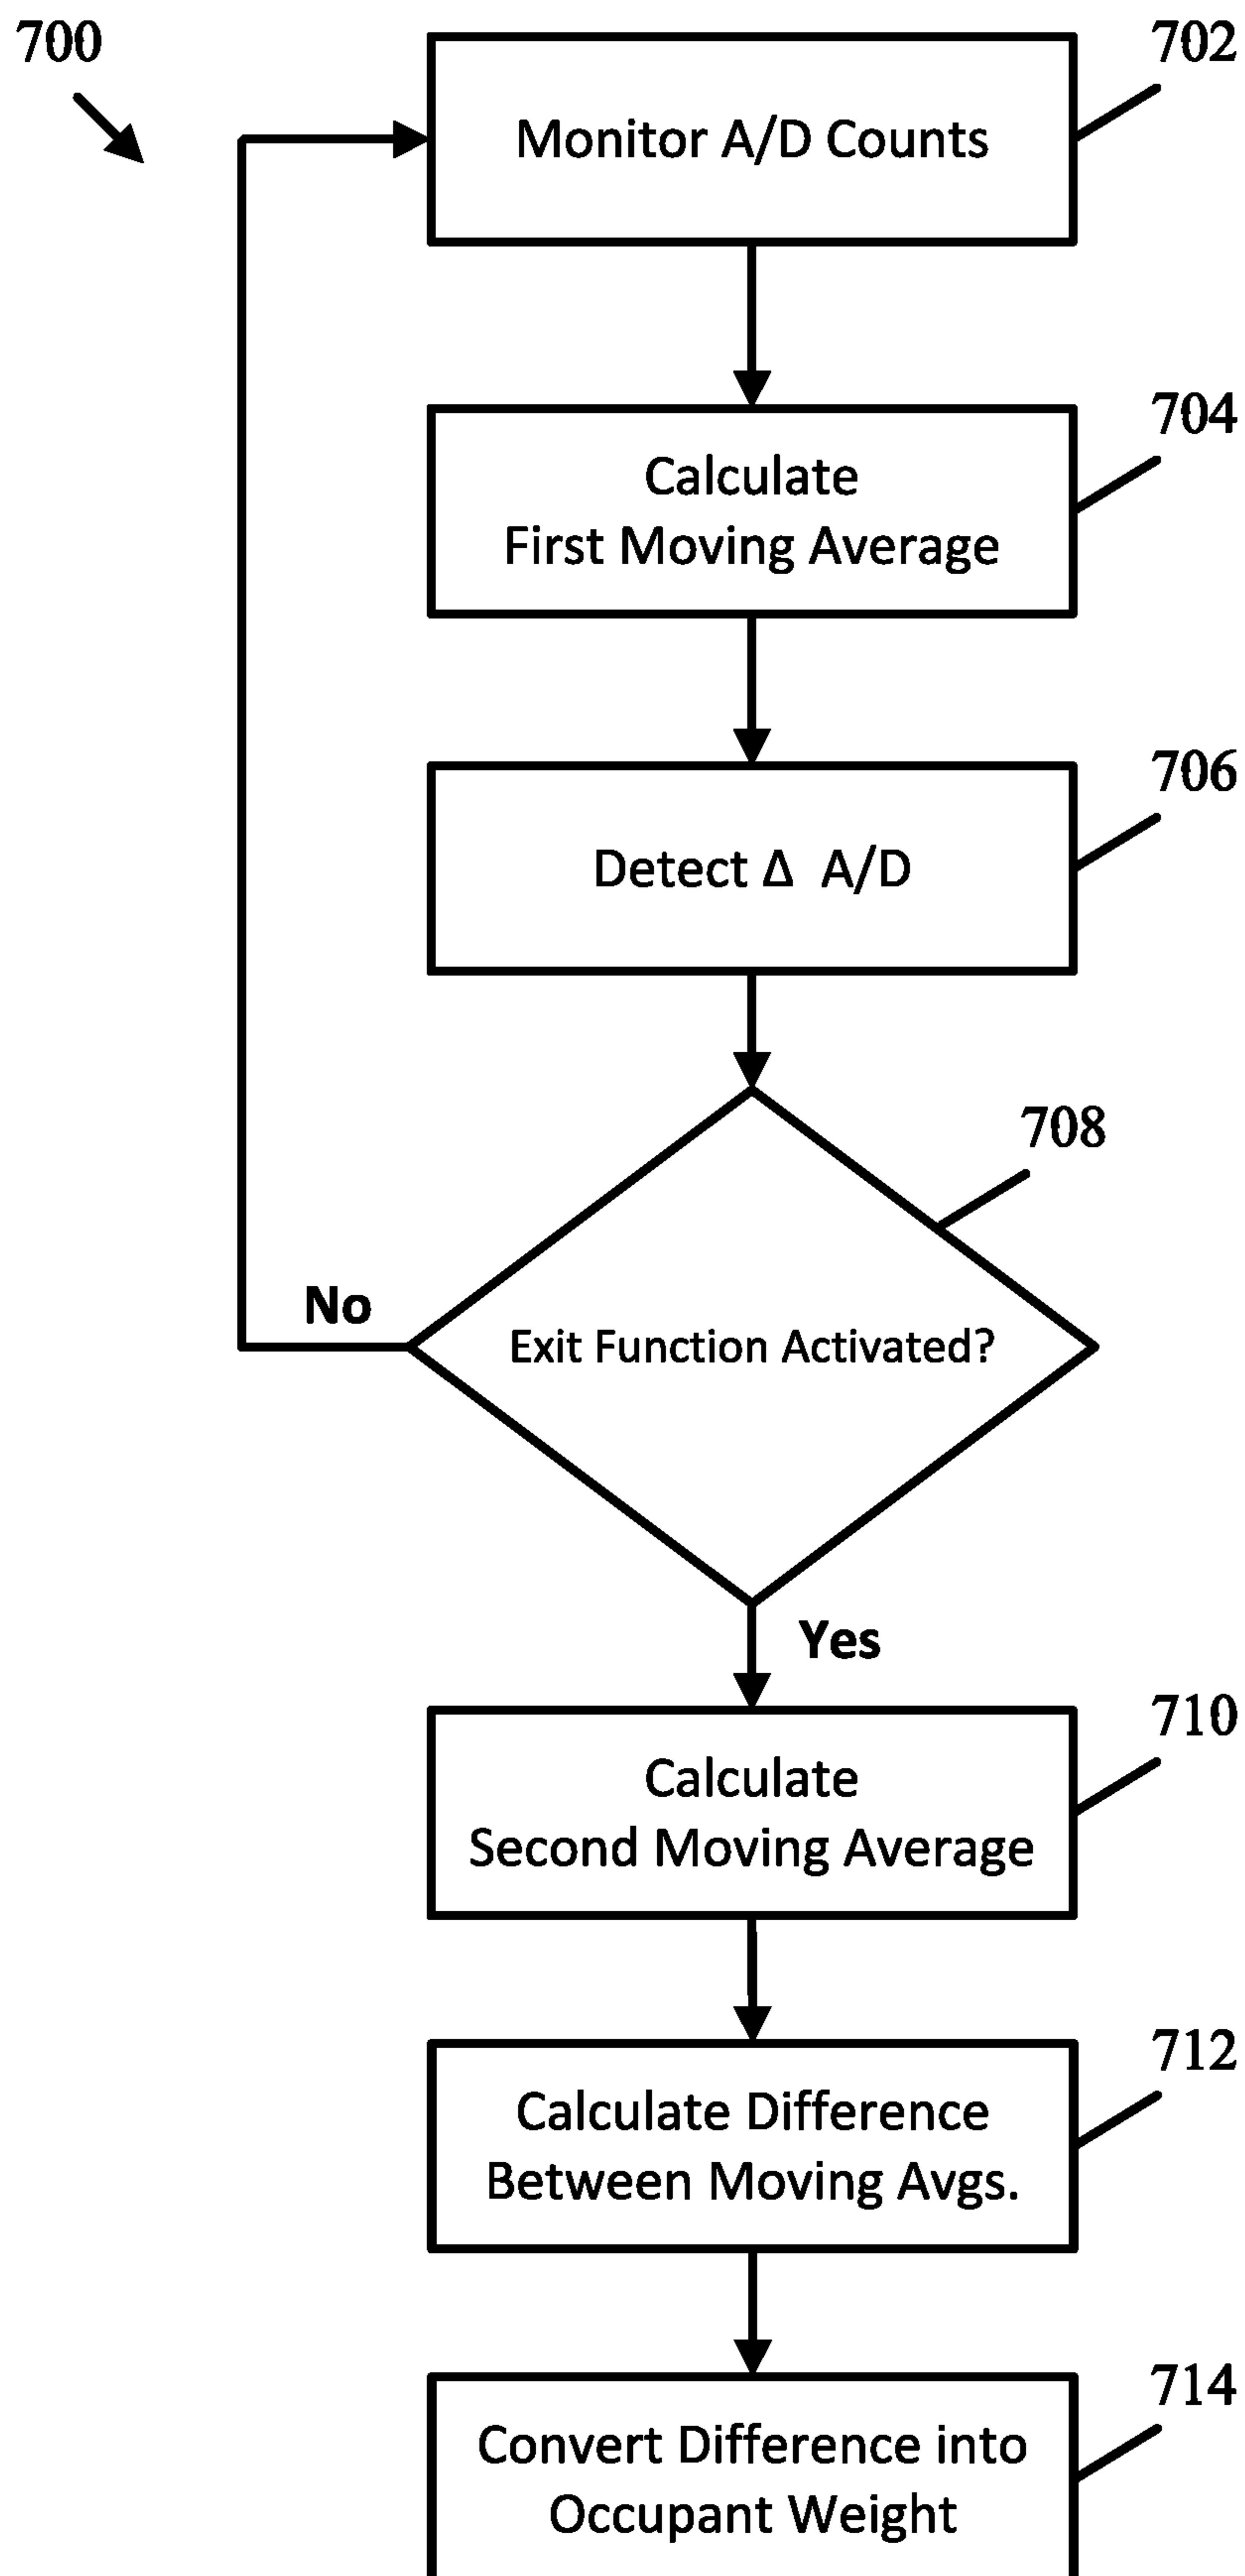 700
702
Monitor A/D Counts
704
Calculate
First Moving Average
706
Detect Δ A/D
708
No
Exit Function Activated?
Yes
710
Calculate
Second Moving Average
712
Calculate Difference
Between Moving Avgs.
714
Convert Difference into
Occupant Weight